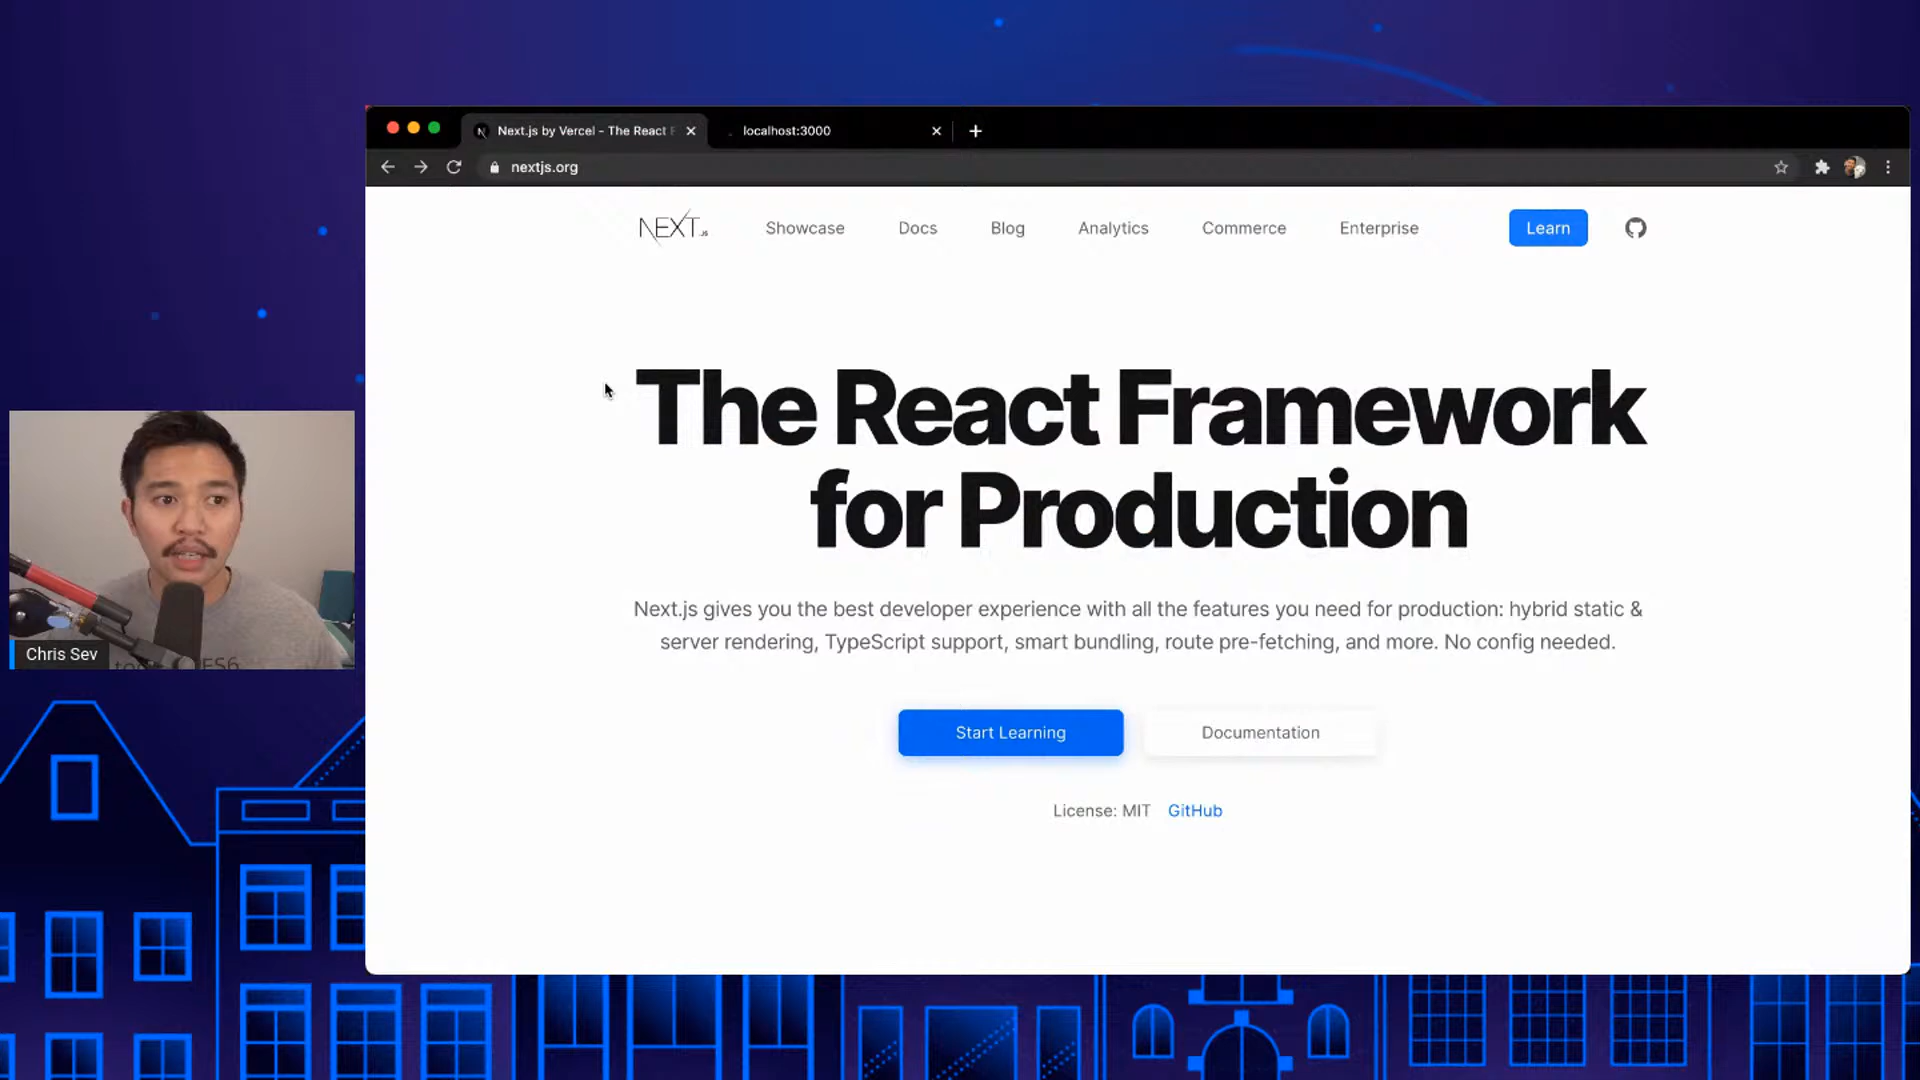 Next.js by Vercel - The React F
localhost:3000
nextjs.org
NEXT.JS
Showcase
Docs
Blog
Analytics
Commerce
Enterprise
Learn
The React Framework
for Production
Next.js gives you the best developer experience with all the features you need for production: hybrid static &
server rendering, TypeScript support, smart bundling, route pre-fetching, and more. No config needed.
Start Learning
Documentation
License: MIT GitHub
Chris Sev
ES6